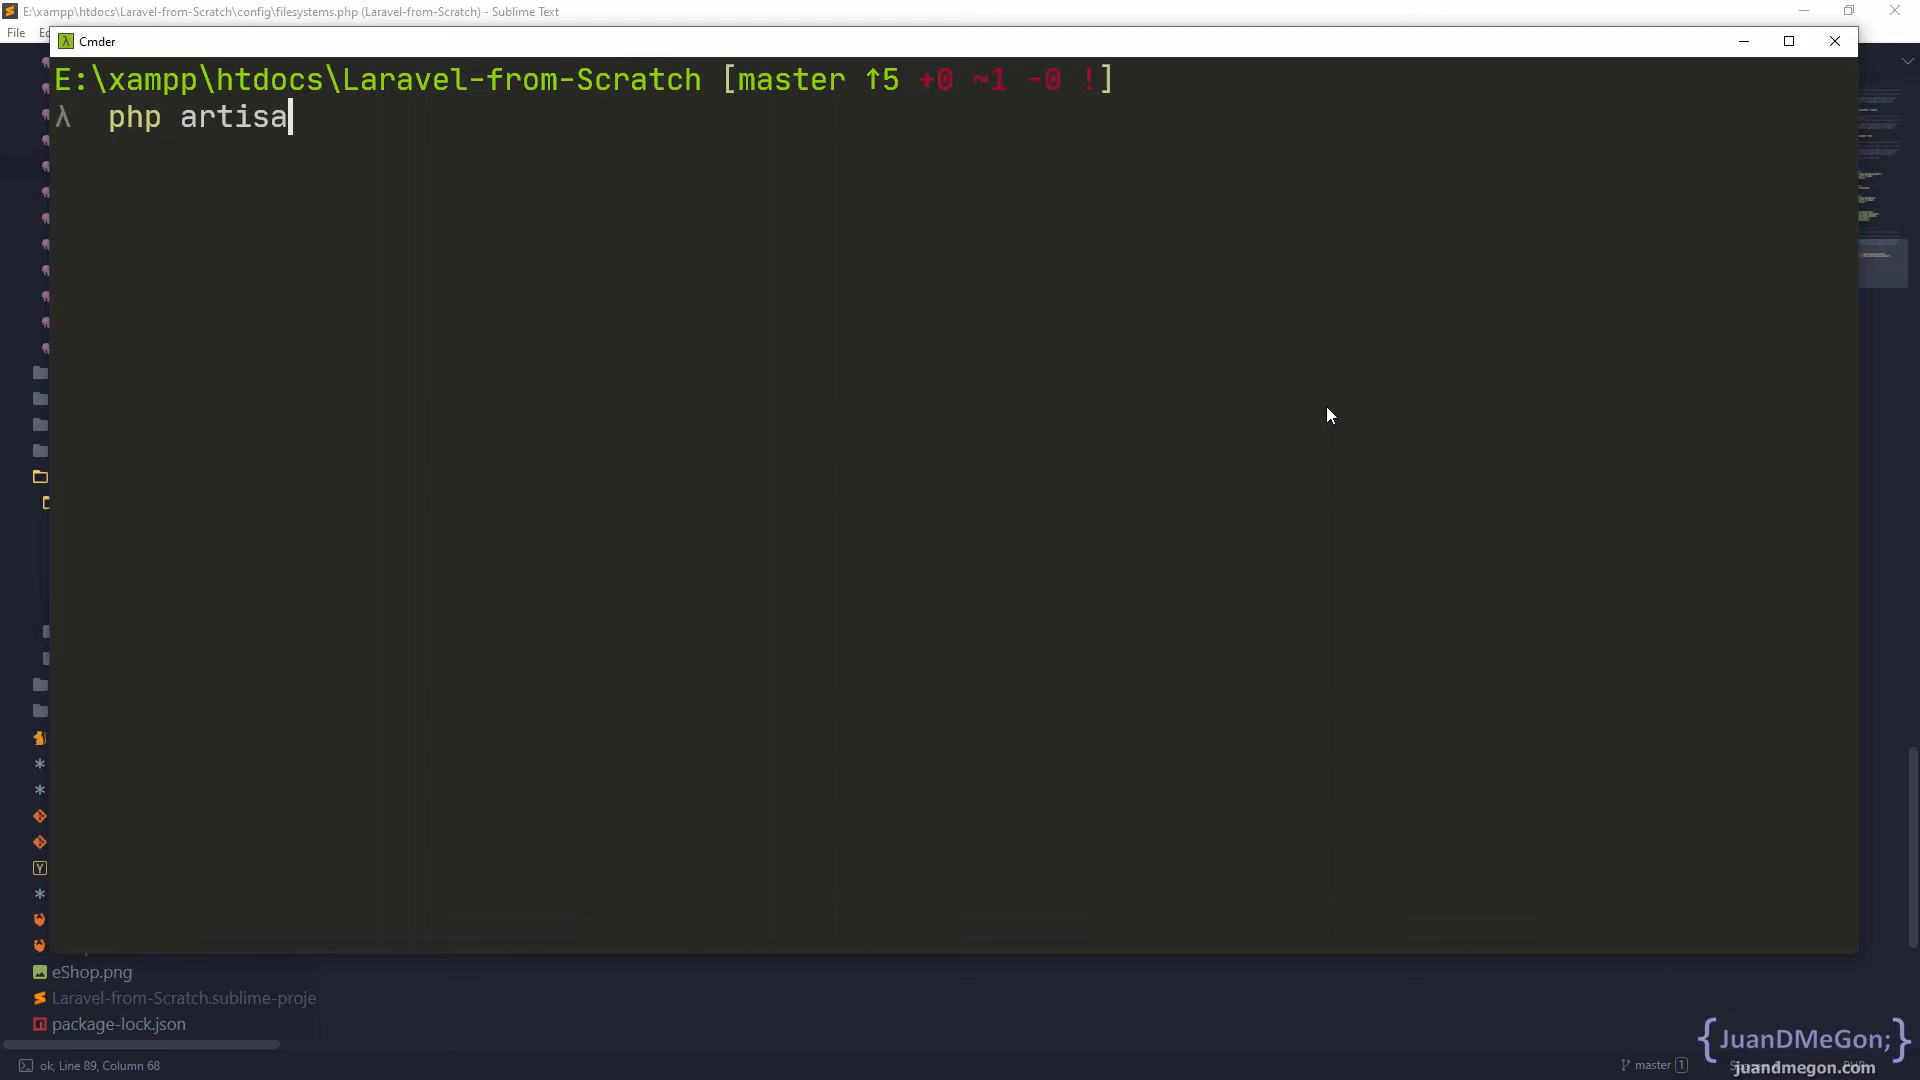 E:\xampp\htdocs\Laravel-from-Scratch\config\filesystems.php (Laravel-from-Scratch) - Sublime Text
File
Cmder
E:\xampp\htdocs\Laravel-from-Scratch [master ↑5 +0 ~1 -0 !]
λ php artisa
eShop.png
Laravel-from-Scratch.sublime-proje
package-lock.json
ok, Line 89, Column 68
master 1
{JuanDMeGon;}
juandmegon.com